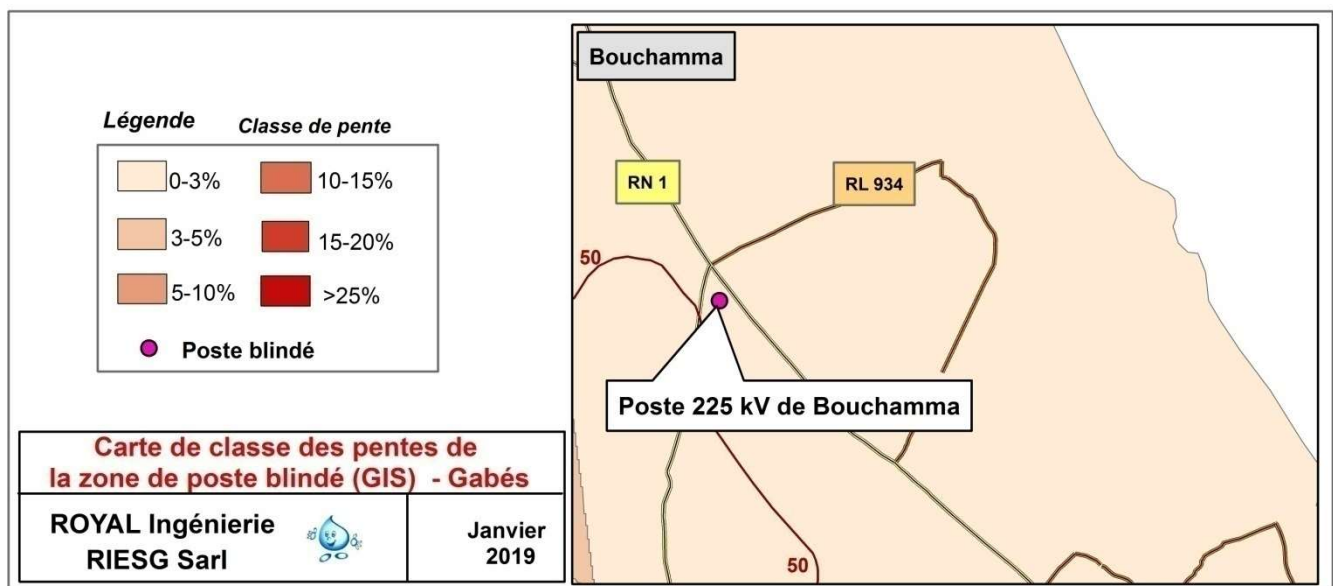 Légende
Classe de pente
0-3%
10-15%
3-5%
15-20%
5-10%
>25%
Poste blindé
Carte de classe des pentes de
la zone de poste blindé (GIS) - Gabés
ROYAL Ingénierie
RIESG Sarl
Janvier
2019
Bouchamma
RN 1
RL 934
50
Poste 225 kV de Bouchamma
50